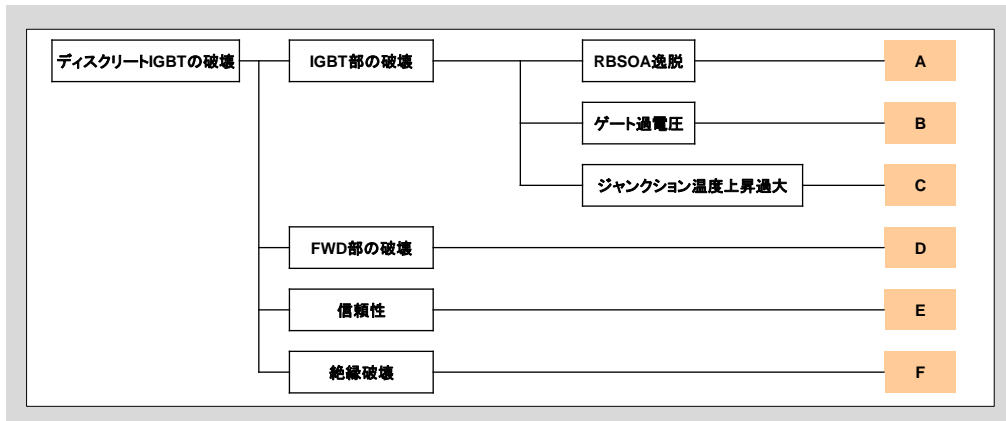 ディスクリートIGBTの破壊
IGBT部の破壊
RBSOA逸脱
A
ゲート過電圧
B
ジャンクション温度上昇過大
C
FWD部の破壊
D
信頼性
E
絶縁破壊
F